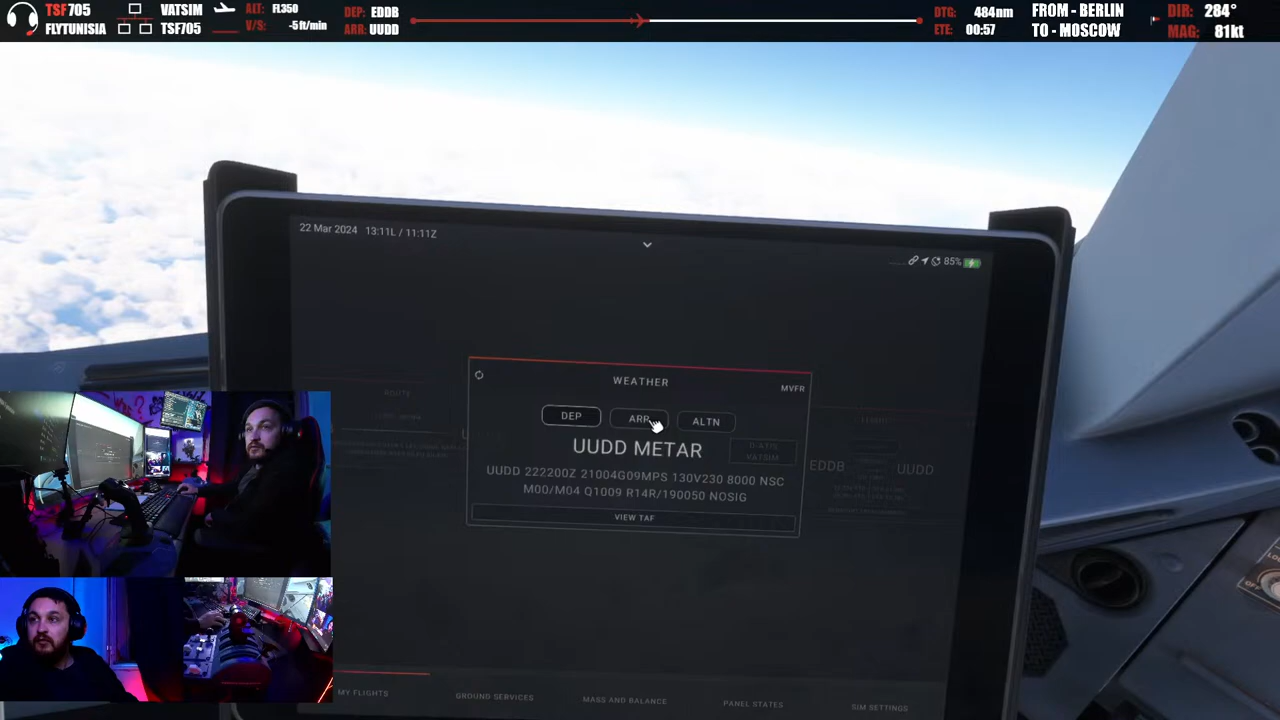 TSF705
FLYTUNISIA
VATSIM
TSF705
ALT: FL350
V/S: -5ft/min
DEP: EDDB
ARR: UUDD
DTG: 484nm
ETE: 00:57
FROM - BERLIN
TO - MOSCOW
DIR: 284°
MAG: 81kt
22 Mar 2024 13:11L / 11:11Z
85%
WEATHER
MVFR
DEP
ARR
ALTN
UUDD METAR
D-ATIS
VATSIM
UUDD 222200Z 21004G09MPS 130V230 8000 NSC
M00/M04 Q1009 R14R/190050 NOSIG
VIEW TAF
ROUTE
EDDB
UUDD
MY FLIGHTS
GROUND SERVICES
MASS AND BALANCE
PANEL STATES
SIM SETTINGS